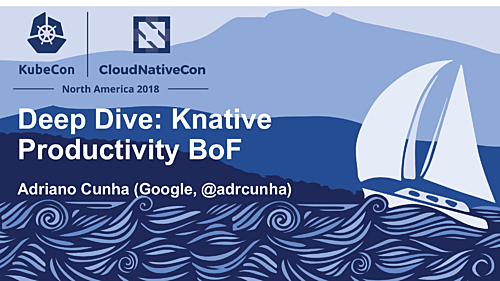 KubeCon
CloudNativeCon
North America 2018
Deep Dive: Knative
Productivity BoF
Adriano Cunha (Google, @adrcunha)